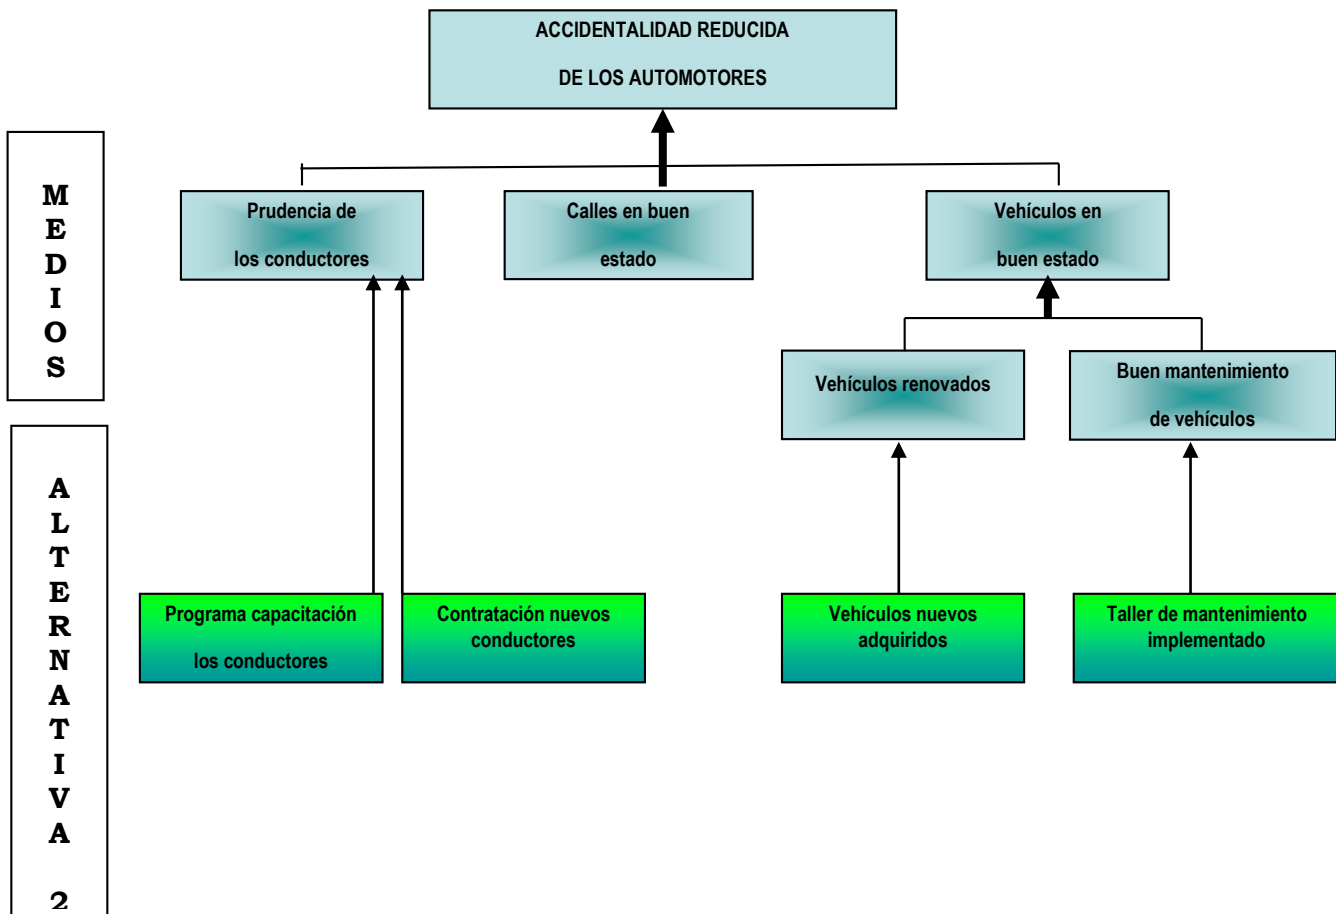 ACCIDENTALIDAD REDUCIDA
DE LOS AUTOMOTORES
M
E
D
I
O
S
Prudencia de
los conductores
Calles en buen
estado
Vehículos en
buen estado
Vehículos renovados
Buen mantenimiento
de vehículos
A
L
T
E
R
N
A
T
I
V
A
2
Programa capacitación
los conductores
Contratación nuevos
conductores
Vehículos nuevos
adquiridos
Taller de mantenimiento
implementado